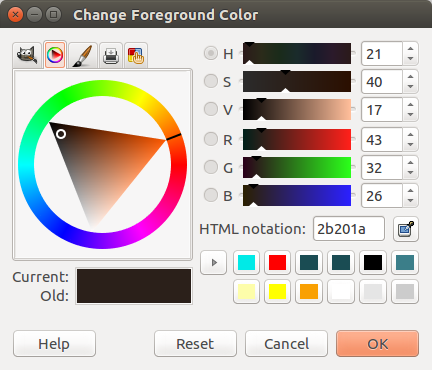 Change Foreground Color
H 21
S 40
V 17
R 43
G 32
B 26
HTML notation: 2b201a
Current:
Old:
Help Reset Cancel OK